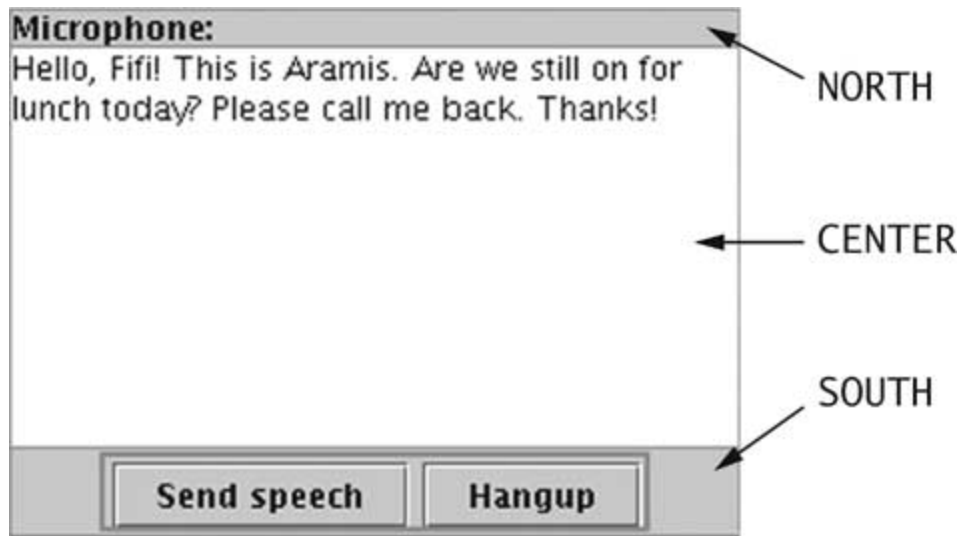 Microphone:
Hello, Fifi! This is Aramis. Are we still on for
lunch today? Please call me back. Thanks!
NORTH
CENTER
SOUTH
Send speech
Hangup